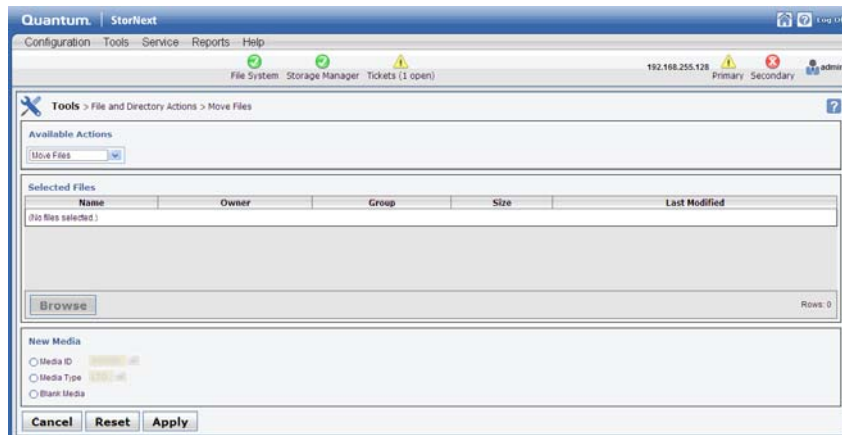 Quantum. StorNext
Configuration Tools Service Reports Help
File System Storage Manager Tickets (1 open) 192.168.255.128 Primary Secondary admin
Tools > File and Directory Actions > Move Files
Available Actions
Move Files
Selected Files
Name Owner Group Size Last Modified
(No files selected.)
Browse Rows: 0
New Media
Media ID
Media Type LTO
Blank Media
Cancel Reset Apply